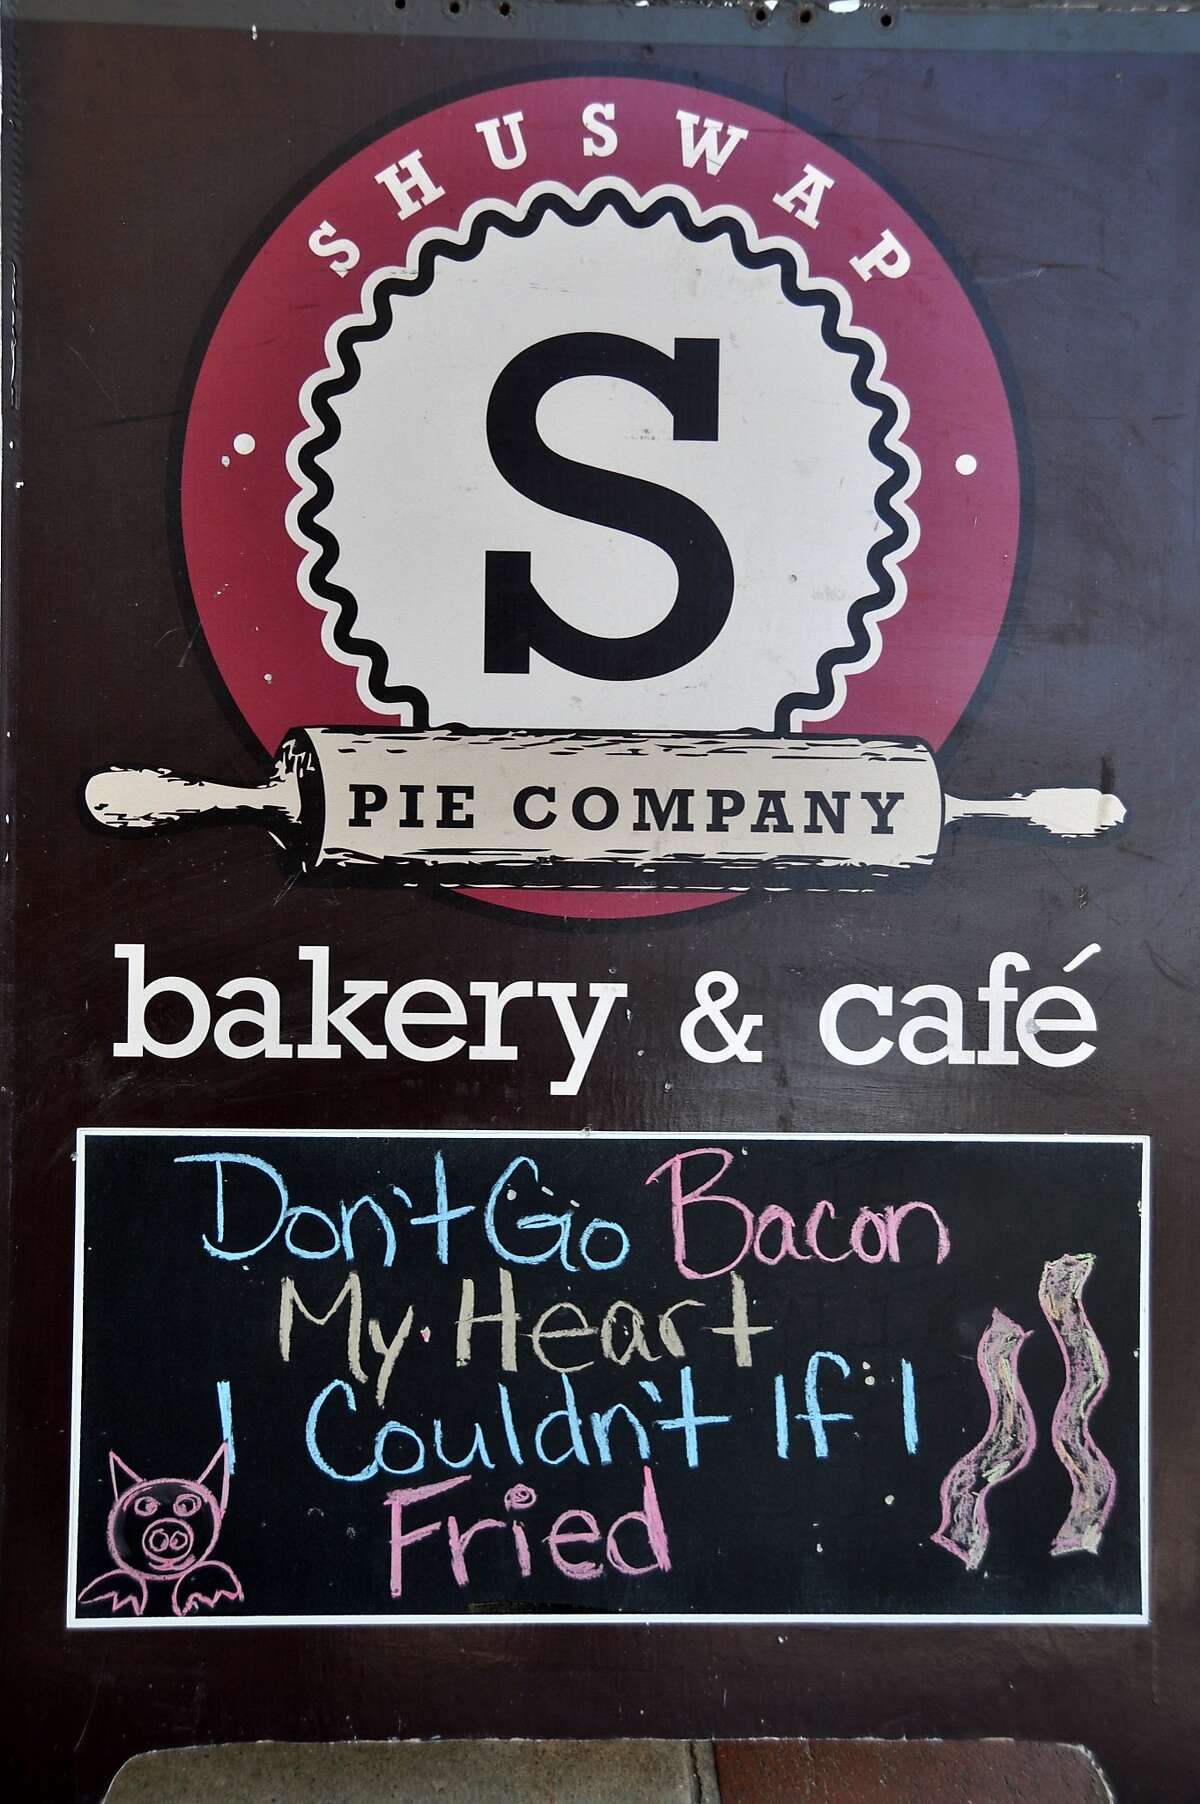 SHUSWAP
S
PIE COMPANY
bakery & café
Don't Go Bacon
My Heart
I Couldn't If I
Fried